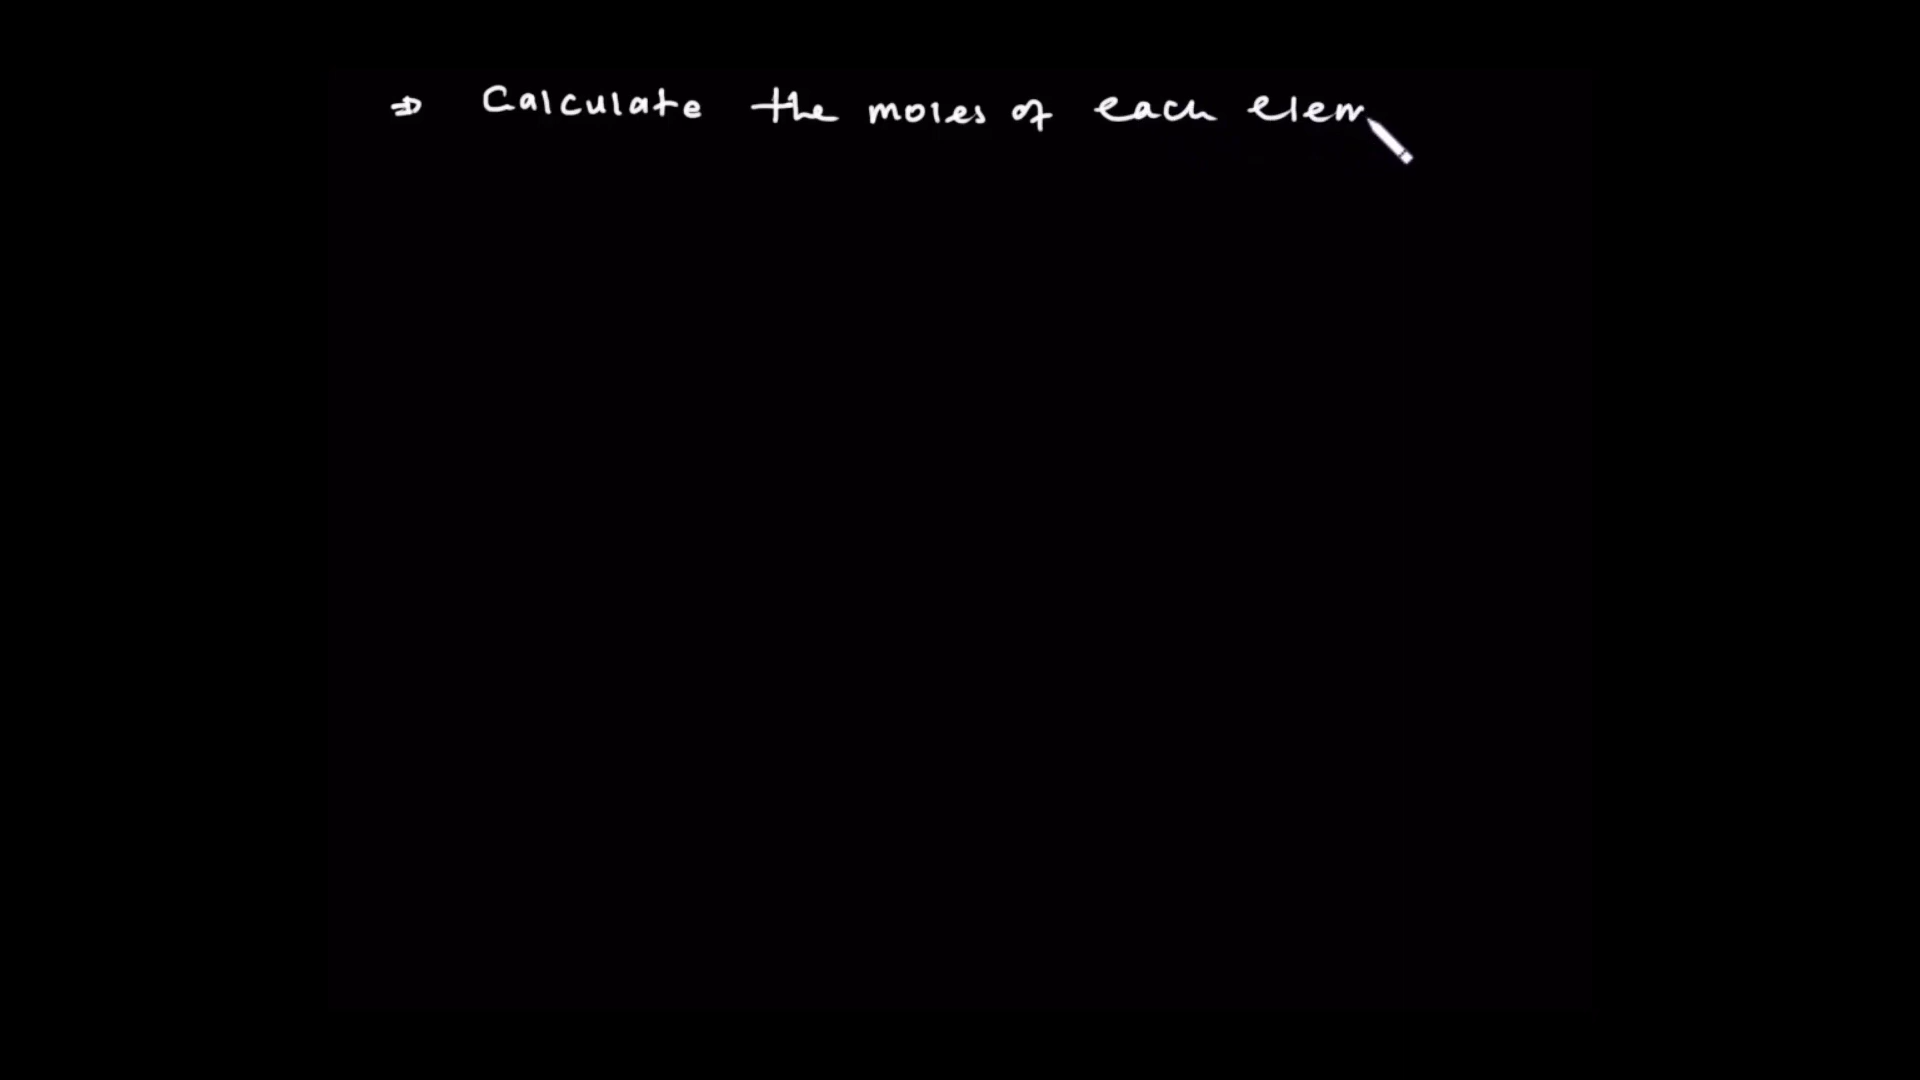 ⇒ Calculate the moles of each elem